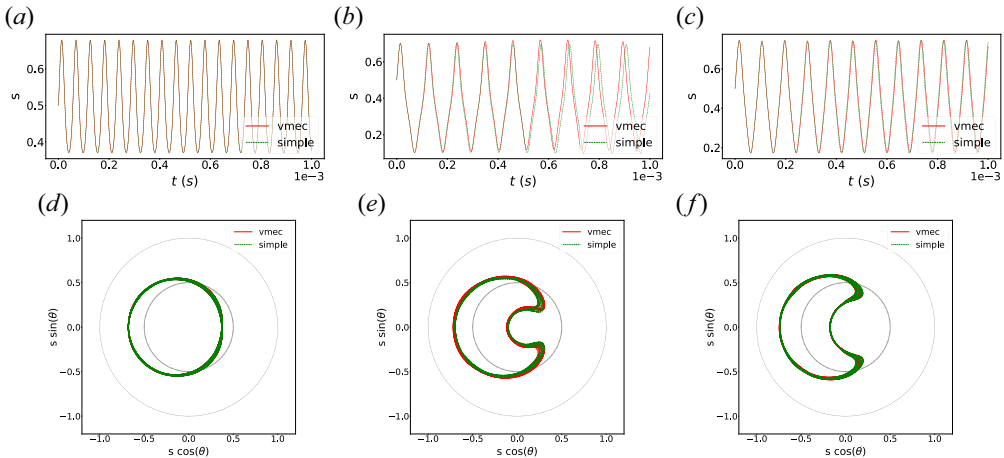 (a)
s
0.6
0.5
0.4
vmec
simple
0.0 0.2 0.4 0.6 0.8 1.0
t (s)
1e−3
(b)
s
0.6
0.4
0.2
vmec
simple
0.0 0.2 0.4 0.6 0.8 1.0
t (s)
1e−3
(c)
s
0.6
0.4
0.2
vmec
simple
0.0 0.2 0.4 0.6 0.8 1.0
t (s)
1e−3
(d)
s sin(θ)
1.0
0.5
0.0
−0.5
−1.0
vmec
simple
−1.0 −0.5 0.0 0.5 1.0
s cos(θ)
(e)
s sin(θ)
1.0
0.5
0.0
−0.5
−1.0
vmec
simple
−1.0 −0.5 0.0 0.5 1.0
s cos(θ)
(f)
s sin(θ)
1.0
0.5
0.0
−0.5
−1.0
vmec
simple
−1.0 −0.5 0.0 0.5 1.0
s cos(θ)